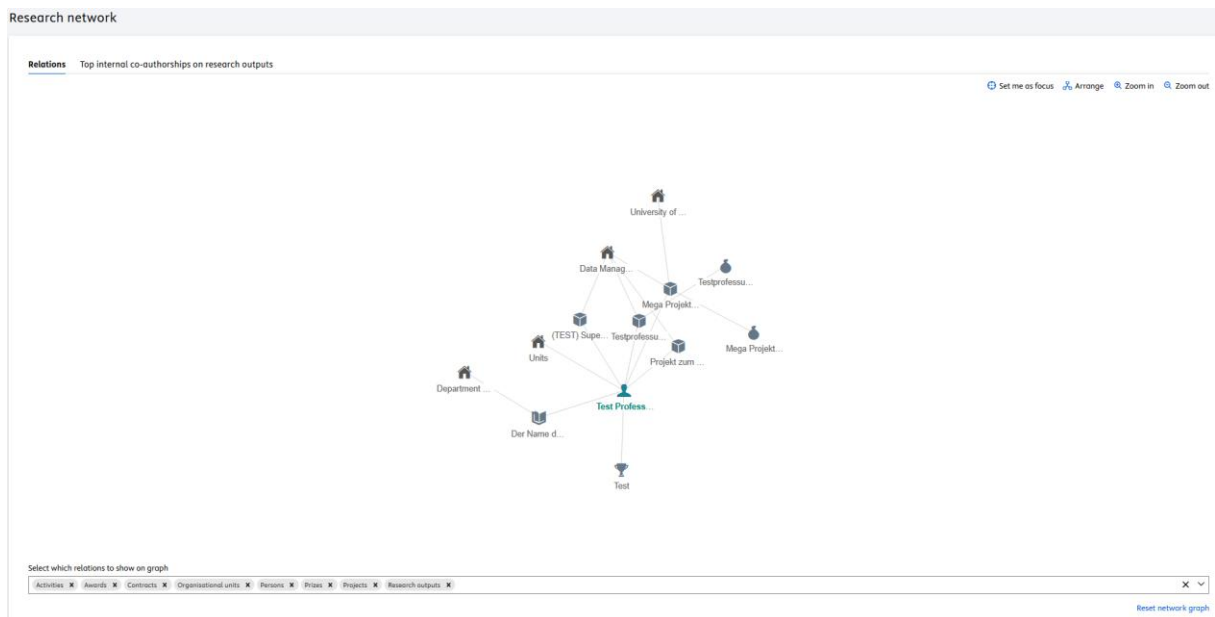 Research network
Relations Top internal co-authorships on research outputs
Set me as focus Arrange Zoom in Zoom out
University of ...
Data Manag...
Testprofessu...
Mega Projekt...
(TEST) Supe... Testprofessu...
Units
Projekt zum ...
Mega Projekt...
Department ...
Test Profess...
Der Name d...
Test
Select which relations to show on graph
Activities × Awards × Contracts × Organisational units × Persons × Prizes × Projects × Research outputs ×
Reset network graph